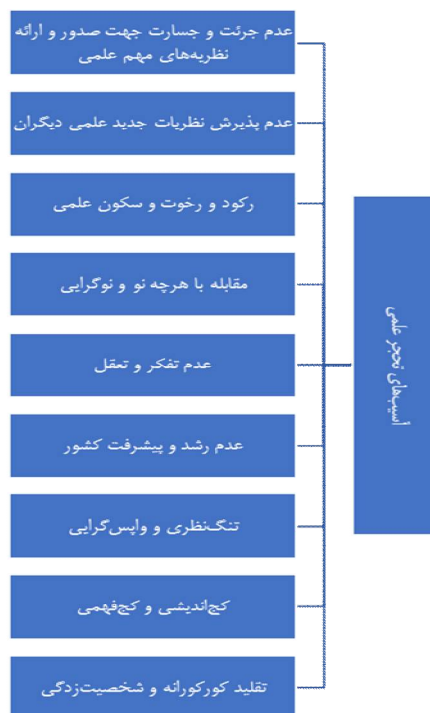 آسیب‌های تحجر علمی
عدم جرئت و جسارت جهت صدور و ارائه
نظریه‌های مهم علمی
عدم پذیرش نظریات جدید علمی دیگران
رکود و رخوت و سکون علمی
مقابله با هرچه نو و نوگرایی
عدم تفکر و تعقل
عدم رشد و پیشرفت کشور
تنگ‌نظری و واپس‌گرایی
کج‌اندیشی و کج‌فهمی
تقلید کورکورانه و شخصیت‌زدگی